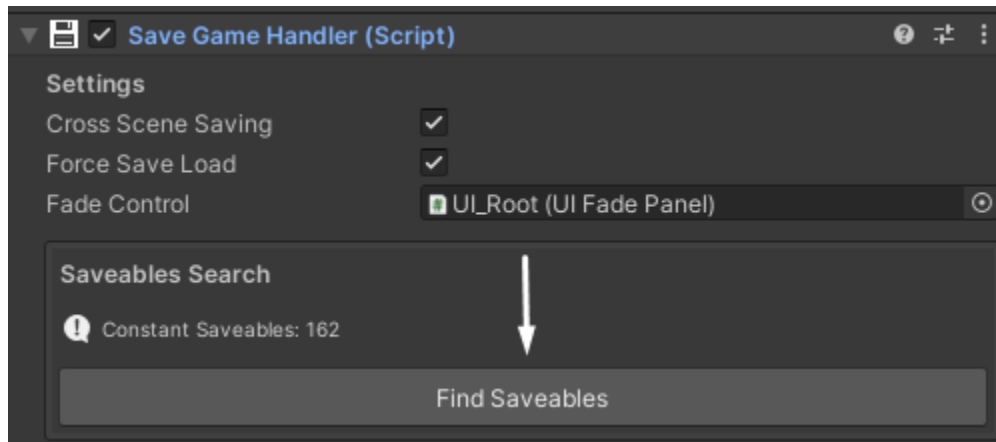 Save Game Handler (Script)
Settings
Cross Scene Saving
Force Save Load
Fade Control UI_Root (UI Fade Panel)
Saveables Search
Constant Saveables: 162
Find Saveables